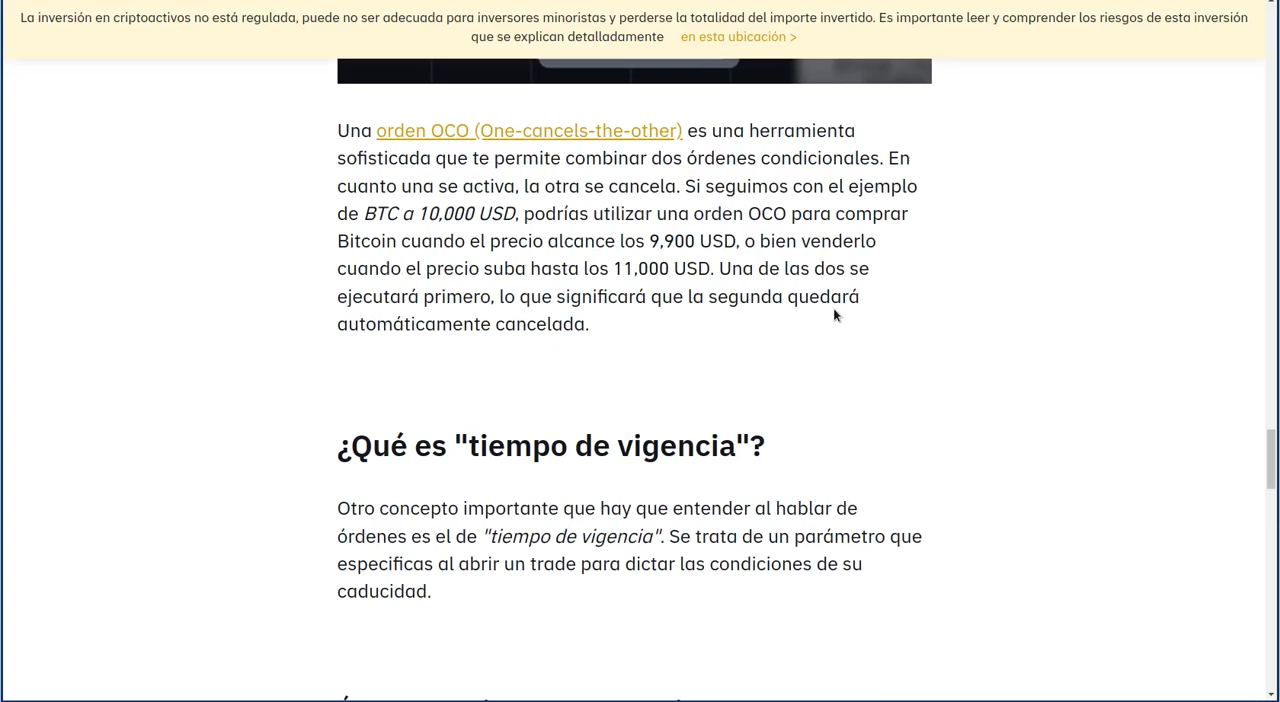 La inversión en criptoactivos no está regulada, puede no ser adecuada para inversores minoristas y perderse la totalidad del importe invertido. Es importante leer y comprender los riesgos de esta inversión
que se explican detalladamente en esta ubicación >
Una orden OCO (One-cancels-the-other) es una herramienta
sofisticada que te permite combinar dos órdenes condicionales. En
cuanto una se activa, la otra se cancela. Si seguimos con el ejemplo
de BTC a 10,000 USD, podrías utilizar una orden OCO para comprar
Bitcoin cuando el precio alcance los 9,900 USD, o bien venderlo
cuando el precio suba hasta los 11,000 USD. Una de las dos se
ejecutará primero, lo que significará que la segunda quedará
automáticamente cancelada.
¿Qué es "tiempo de vigencia"?
Otro concepto importante que hay que entender al hablar de
órdenes es el de "tiempo de vigencia". Se trata de un parámetro que
especificas al abrir un trade para dictar las condiciones de su
caducidad.